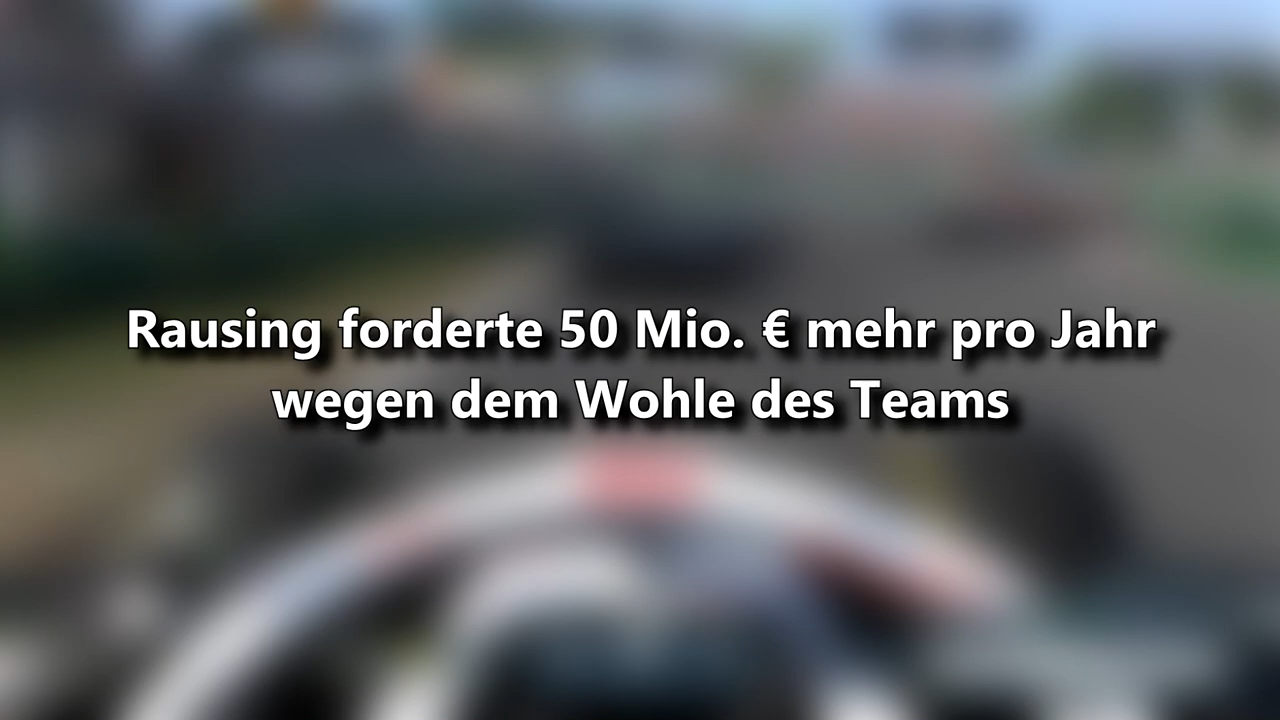 Rausing forderte 50 Mio. € mehr pro Jahr
wegen dem Wohle des Teams